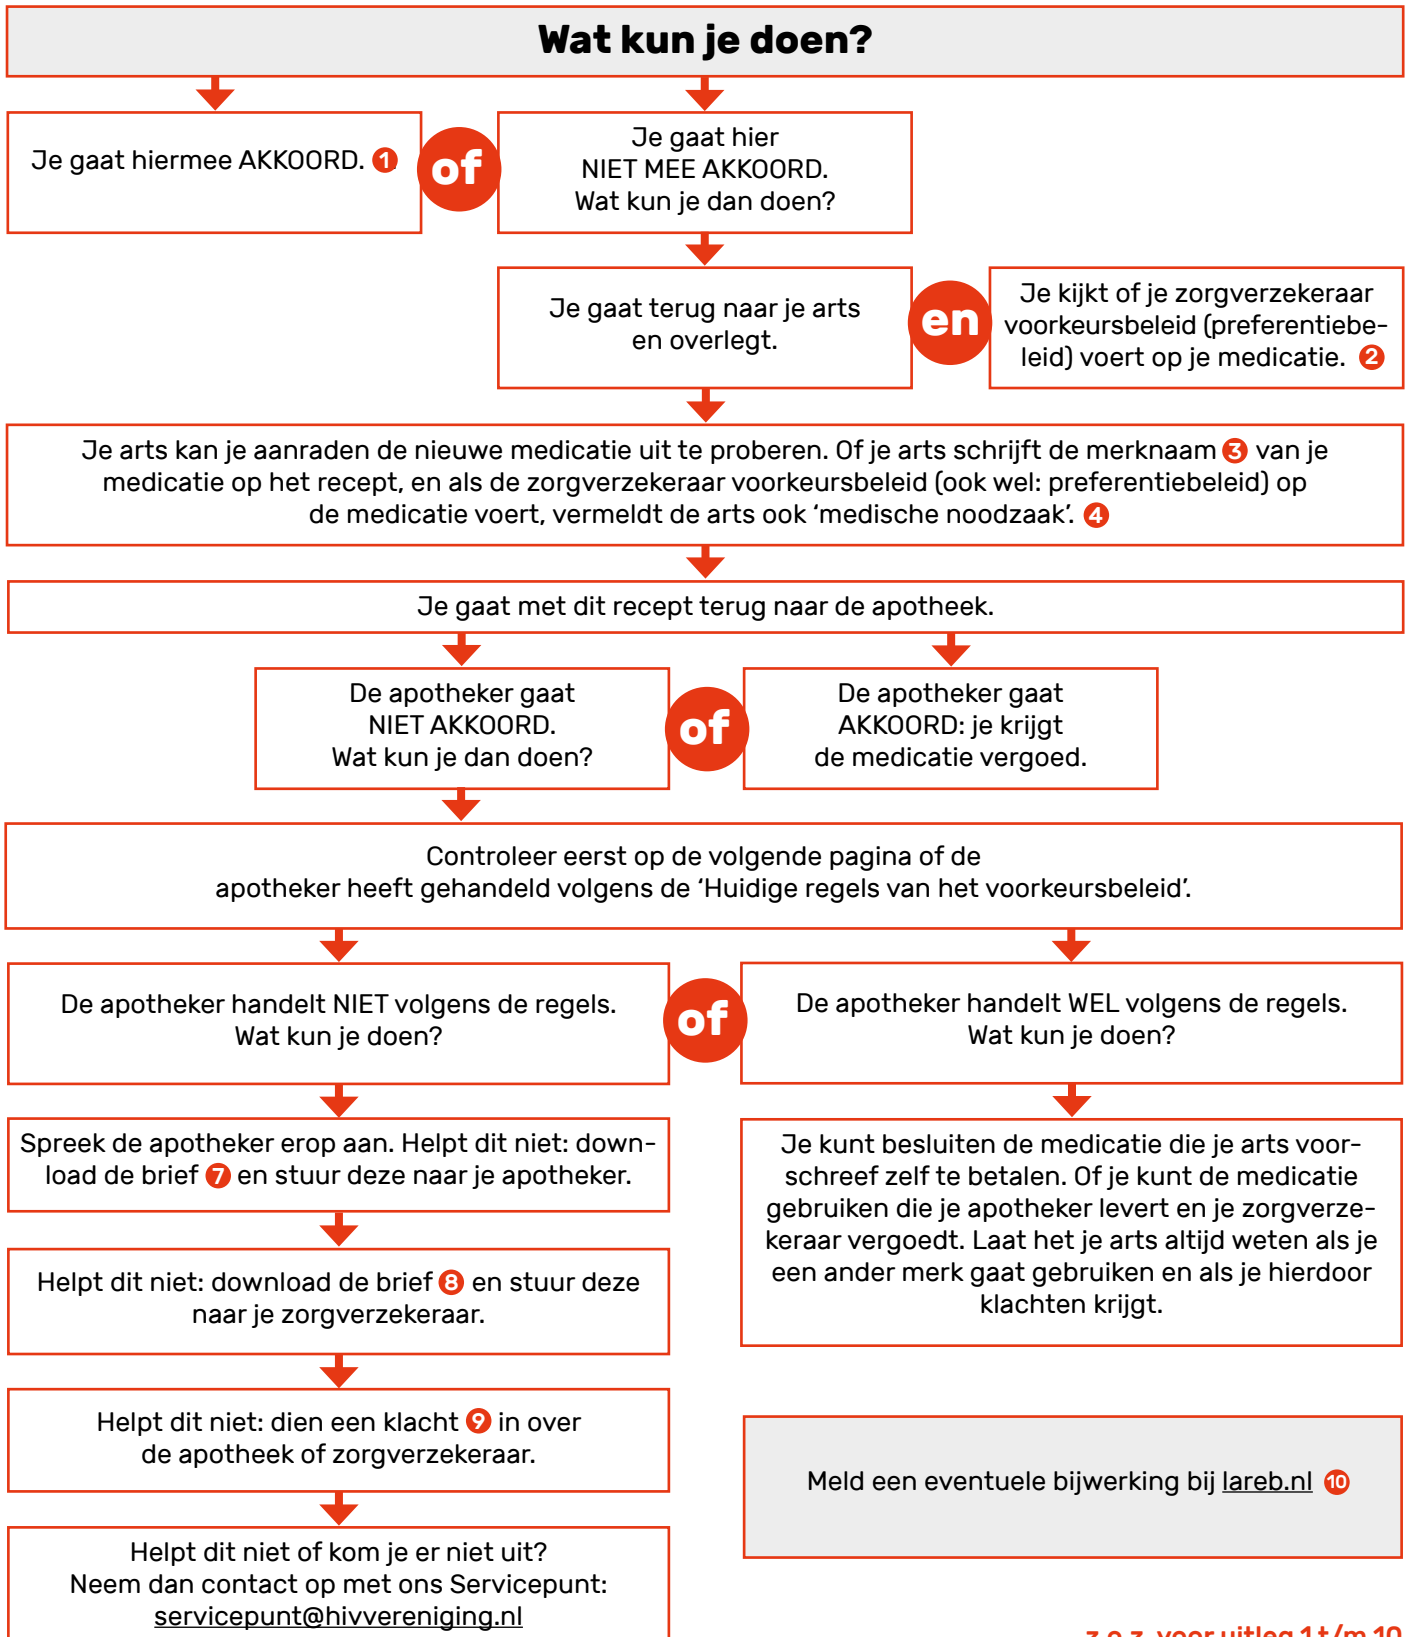 Wat kun je doen?
Je gaat hiermee AKKOORD. 1
of
Je gaat hier
NIET MEE AKKOORD.
Wat kun je dan doen?
Je gaat terug naar je arts
en overlegt.
en
Je kijkt of je zorgverzekeraar
voorkeursbeleid (preferentiebe-
leid) voert op je medicatie. 2
Je arts kan je aanraden de nieuwe medicatie uit te proberen. Of je arts schrijft de merknaam 3 van je
medicatie op het recept, en als de zorgverzekeraar voorkeursbeleid (ook wel: preferentiebeleid) op
de medicatie voert, vermeldt de arts ook ‘medische noodzaak’. 4
Je gaat met dit recept terug naar de apotheek.
De apotheker gaat
NIET AKKOORD.
Wat kun je dan doen?
of
De apotheker gaat
AKKOORD: je krijgt
de medicatie vergoed.
Controleer eerst op de volgende pagina of de
apotheker heeft gehandeld volgens de ‘Huidige regels van het voorkeursbeleid’.
De apotheker handelt NIET volgens de regels.
Wat kun je doen?
of
De apotheker handelt WEL volgens de regels.
Wat kun je doen?
Spreek de apotheker erop aan. Helpt dit niet: down-
load de brief 7 en stuur deze naar je apotheker.
Helpt dit niet: download de brief 8 en stuur deze
naar je zorgverzekeraar.
Helpt dit niet: dien een klacht 9 in over
de apotheek of zorgverzekeraar.
Helpt dit niet of kom je er niet uit?
Neem dan contact op met ons Servicepunt:
servicepunt@hivvereniging.nl
Je kunt besluiten de medicatie die je arts voor-
schreef zelf te betalen. Of je kunt de medicatie
gebruiken die je apotheker levert en je zorgverze-
keraar vergoedt. Laat het je arts altijd weten als je
een ander merk gaat gebruiken en als je hierdoor
klachten krijgt.
Meld een eventuele bijwerking bij lareb.nl 10
z.o.z. voor uitleg 1 t/m 10